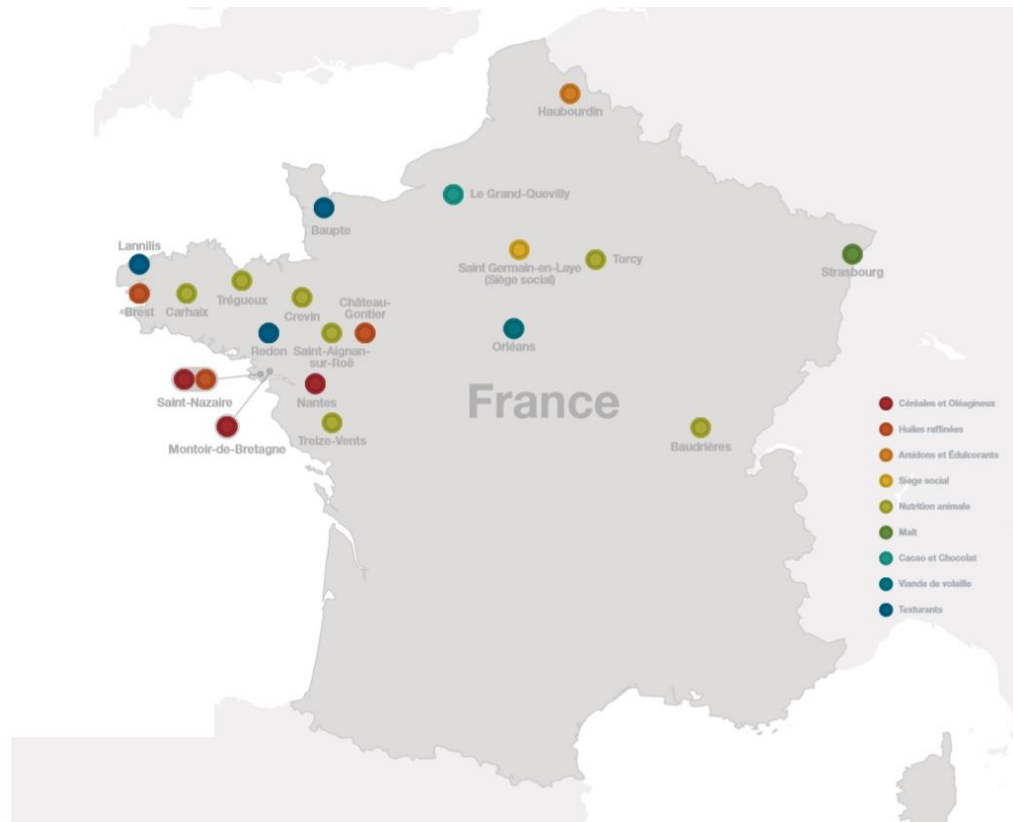 Haubourdin
Le Grand-Quevilly
Baupte
Lannilis
Saint Germain-en-Laye
(Siège social)
Torcy
Strasbourg
Brest
Carhaix
Trégueux
Crevin
Château-
Gontier
Redon
Saint-Aignan-
sur-Roë
Orléans
Saint-Nazaire
Nantes
France
Montoir-de-Bretagne
Treize-Vents
Baudrières
Céréales et Oléagineux
Huiles raffinées
Amidons et Édulcorants
Siège social
Nutrition animale
Malt
Cacao et Chocolat
Viande de volaille
Texturants